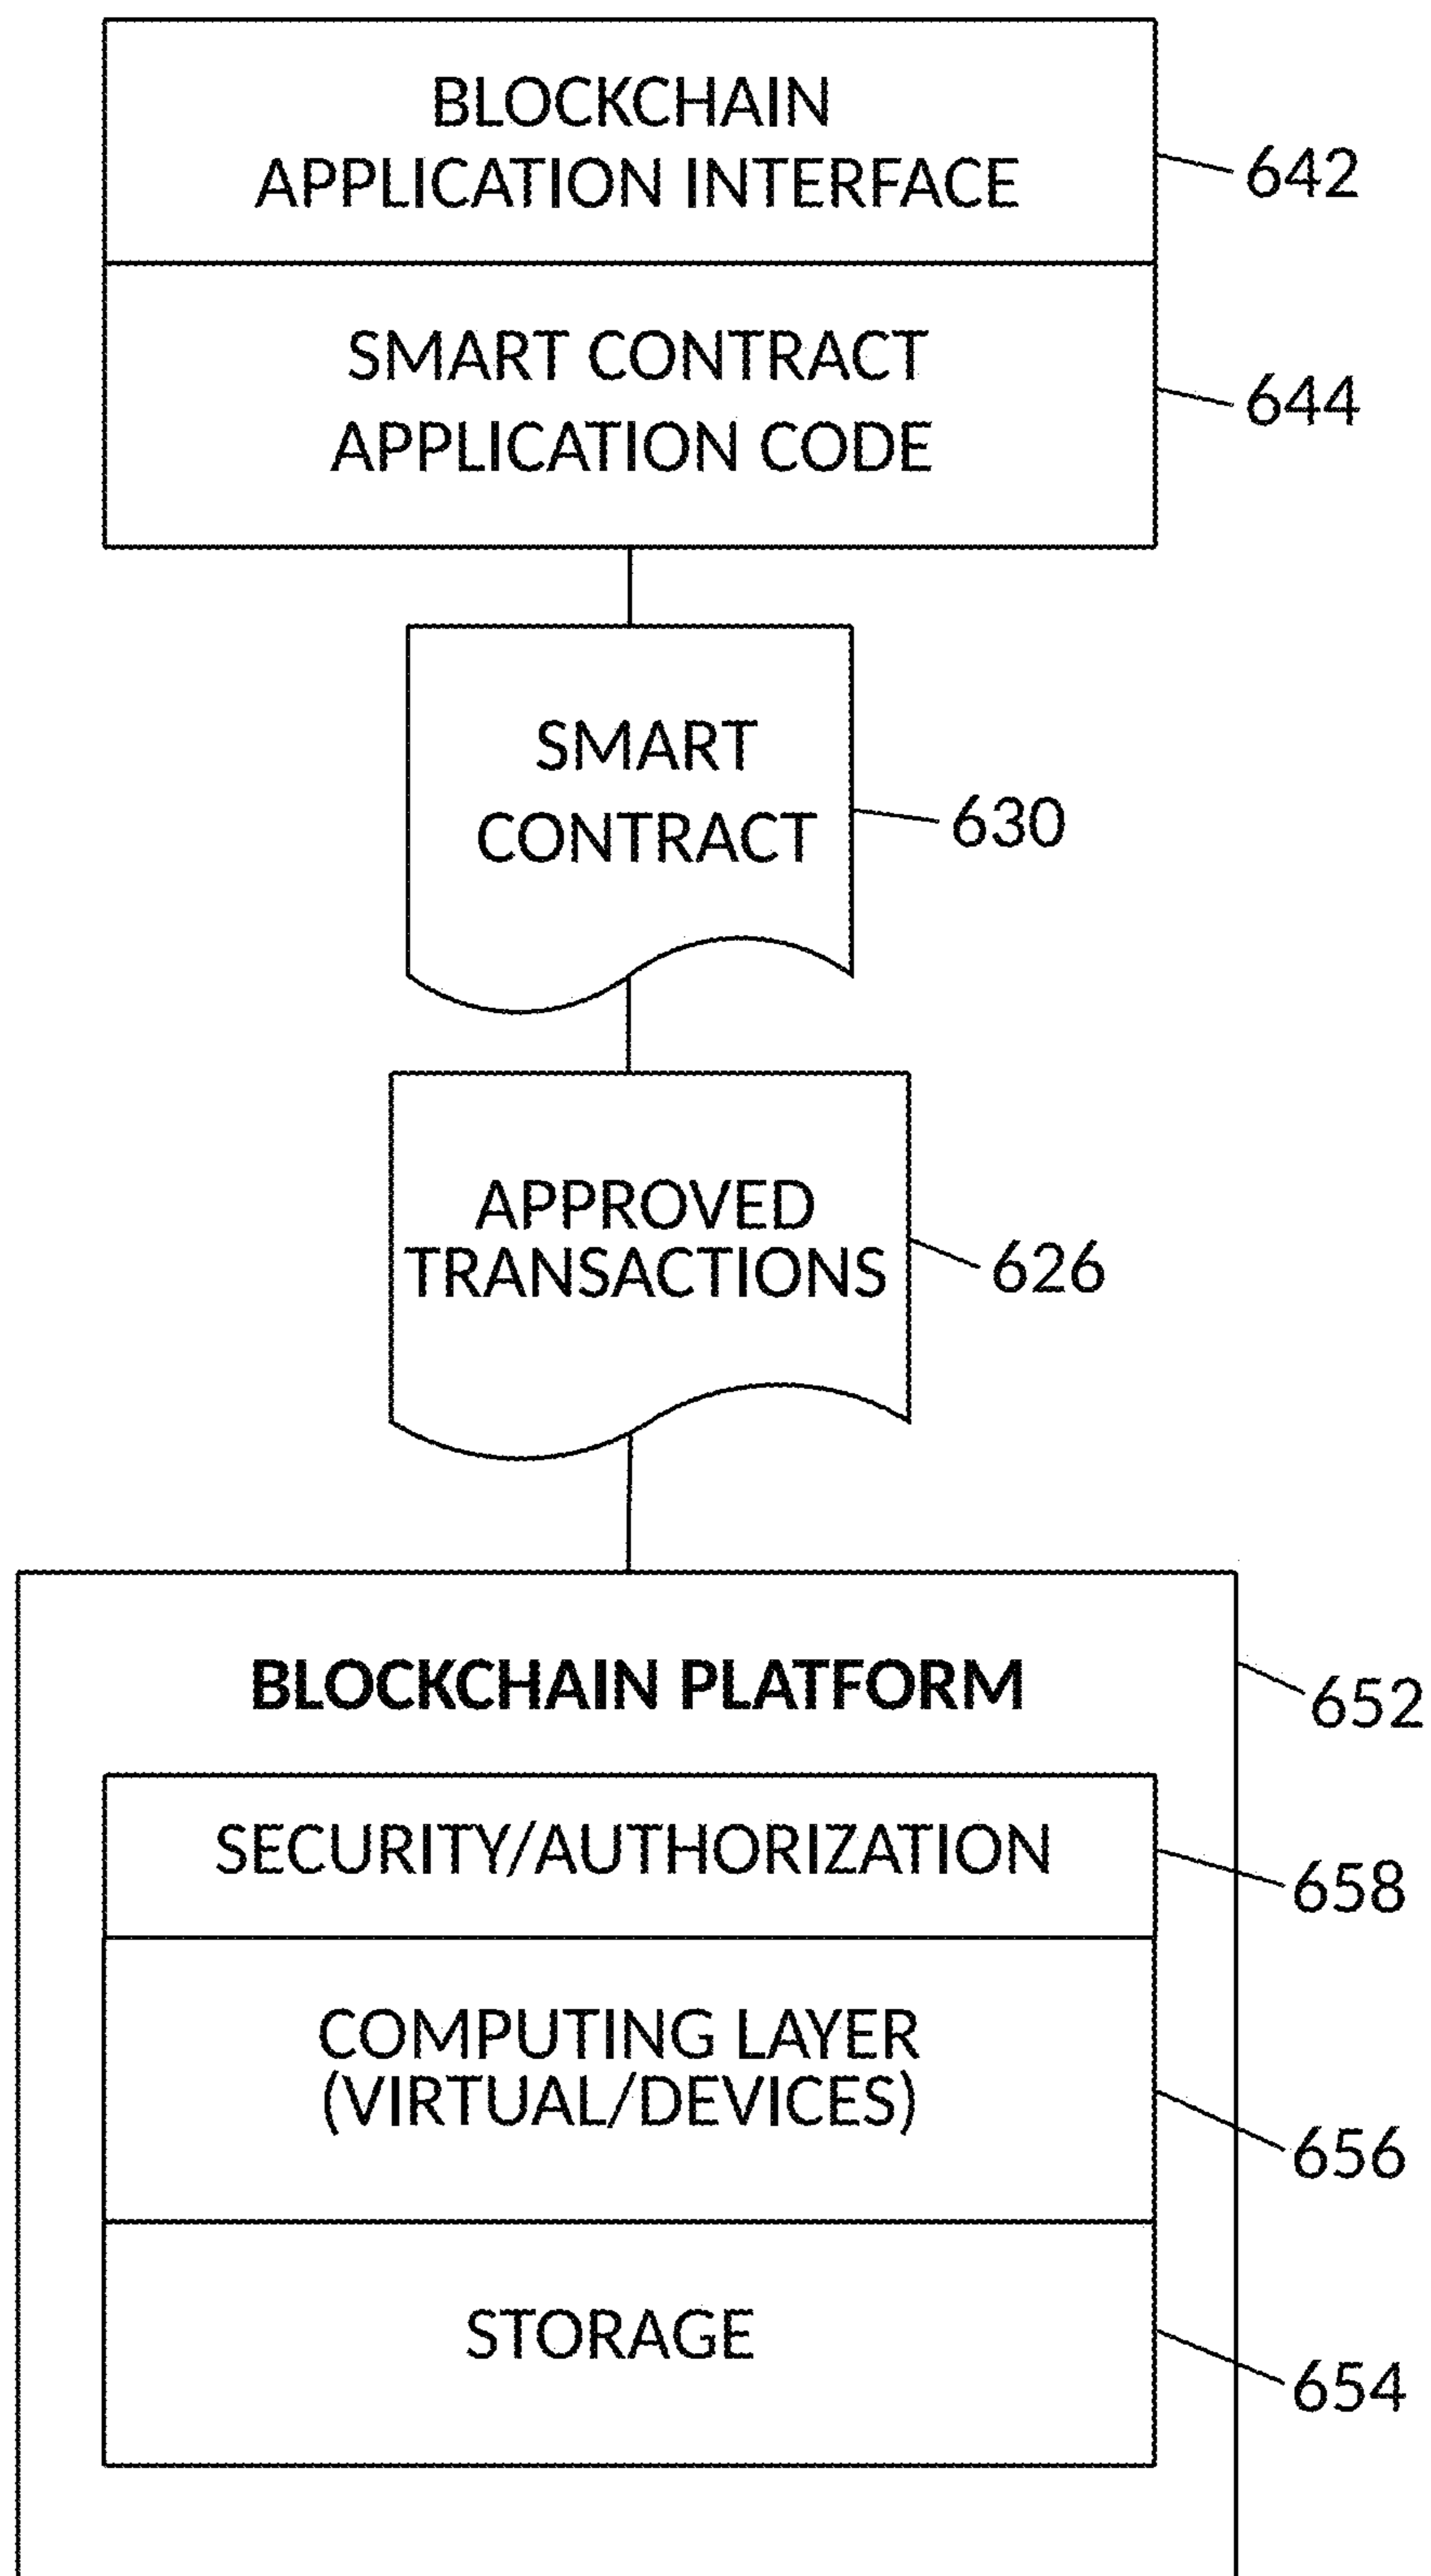 BLOCKCHAIN
APPLICATION INTERFACE
642
SMART CONTRACT
APPLICATION CODE
644
SMART
CONTRACT
630
APPROVED
TRANSACTIONS
626
BLOCKCHAIN PLATFORM
652
SECURITY/AUTHORIZATION
658
COMPUTING LAYER
(VIRTUAL/DEVICES)
656
STORAGE
654